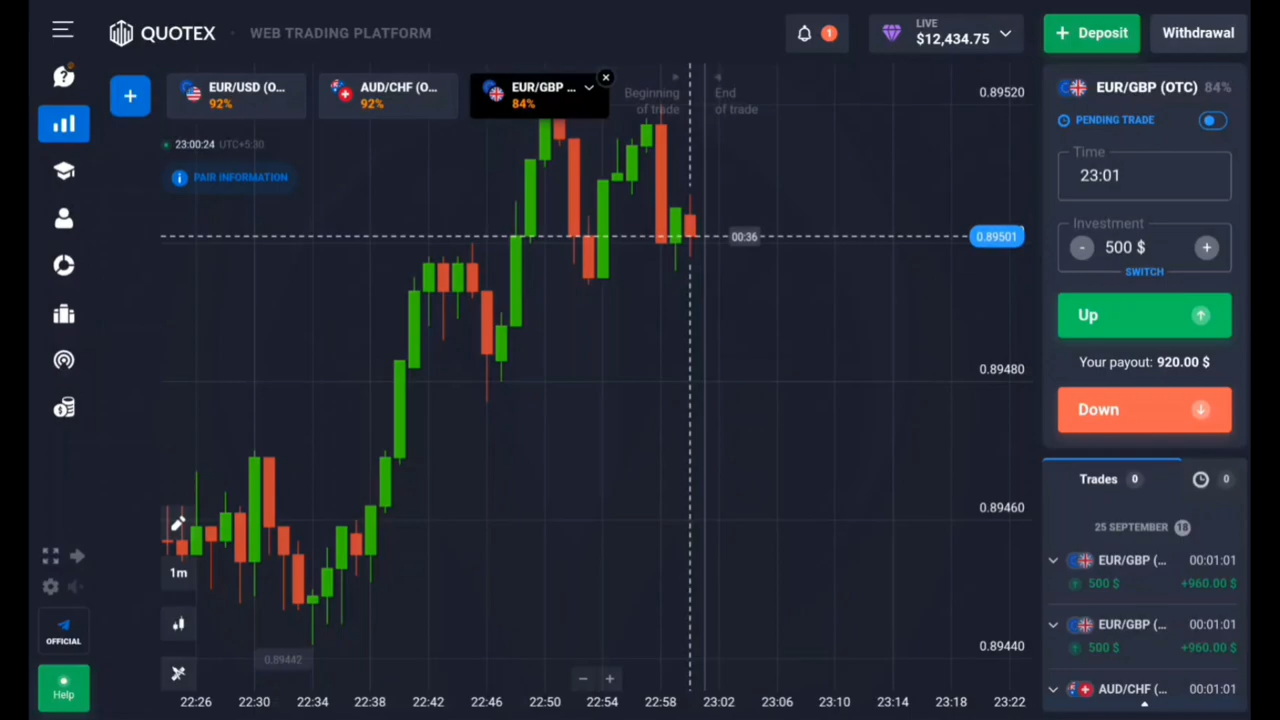 QUOTEX
WEB TRADING PLATFORM
1
LIVE
$12,434.75
+ Deposit
Withdrawal
+
EUR/USD (O...
92%
AUD/CHF (O...
92%
EUR/GBP ...
84%
Beginning
of trade
End
of trade
23:00:24 UTC+5:30
PAIR INFORMATION
0.89520
00:36
0.89501
0.89480
0.89460
0.89440
0.89442
1m
22:26 22:30 22:34 22:38 22:42 22:46 22:50 22:54 22:58 23:02 23:06 23:10 23:14 23:18 23:22
OFFICIAL
Help
EUR/GBP (OTC) 84%
PENDING TRADE
Time
23:01
Investment
- 500 $ +
SWITCH
Up
Your payout: 920.00 $
Down
Trades 0
0
25 SEPTEMBER 18
EUR/GBP (... 00:01:01
500 $ +960.00 $
EUR/GBP (... 00:01:01
500 $ +960.00 $
AUD/CHF (... 00:01:01